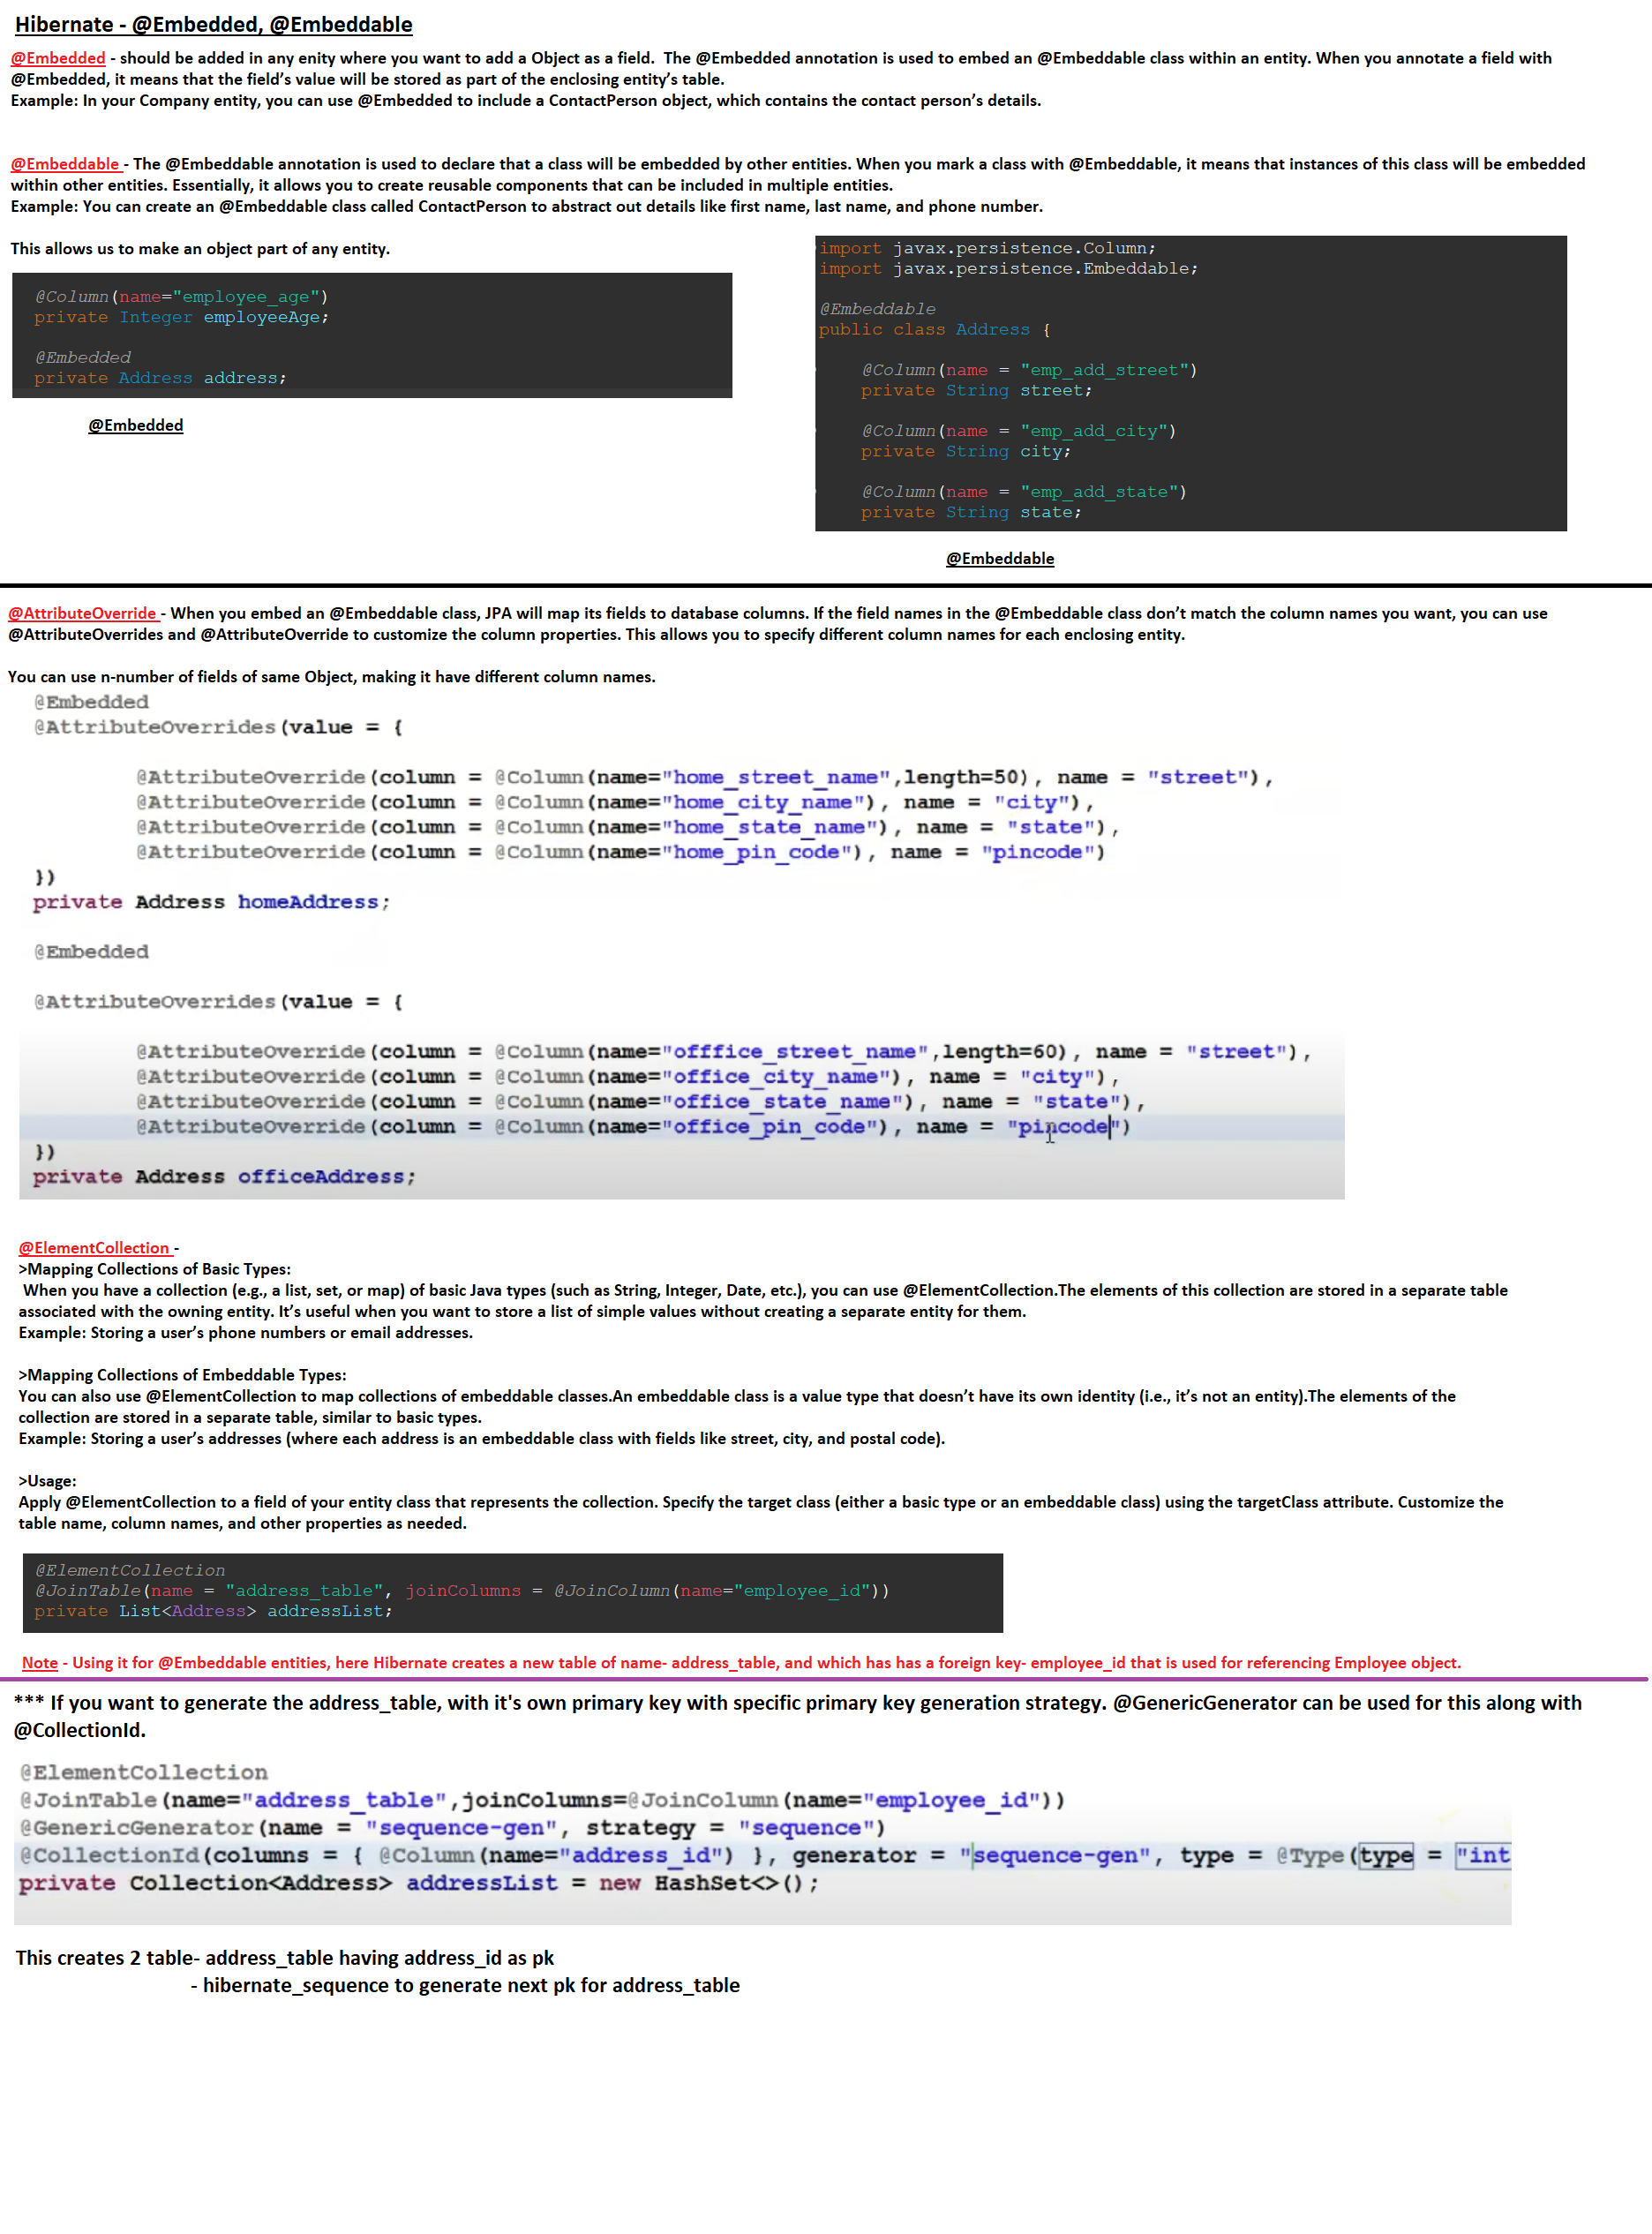 Hibernate - @Embedded, @Embeddable
@Embedded - should be added in any enity where you want to add a Object as a field.  The @Embedded annotation is used to embed an @Embeddable class within an entity. When you annotate a field with
@Embedded, it means that the field’s value will be stored as part of the enclosing entity’s table.
Example: In your Company entity, you can use @Embedded to include a ContactPerson object, which contains the contact person’s details.
@Embeddable - The @Embeddable annotation is used to declare that a class will be embedded by other entities. When you mark a class with @Embeddable, it means that instances of this class will be embedded
within other entities. Essentially, it allows you to create reusable components that can be included in multiple entities.
Example: You can create an @Embeddable class called ContactPerson to abstract out details like first name, last name, and phone number.
This allows us to make an object part of any entity.
@Column(name="employee_age")
private Integer employeeAge;
@Embedded
private Address address;
@Embedded
import javax.persistence.Column;
import javax.persistence.Embeddable;
@Embeddable
public class Address {
@Column(name = "emp_add_street")
private String street;
@Column(name = "emp_add_city")
private String city;
@Column(name = "emp_add_state")
private String state;
@Embeddable
@AttributeOverride - When you embed an @Embeddable class, JPA will map its fields to database columns. If the field names in the @Embeddable class don’t match the column names you want, you can use
@AttributeOverrides and @AttributeOverride to customize the column properties. This allows you to specify different column names for each enclosing entity.
You can use n-number of fields of same Object, making it have different column names.
@Embedded
@AttributeOverrides(value = {
@AttributeOverride(column = @Column(name="home_street_name",length=50), name = "street"),
@AttributeOverride(column = @Column(name="home_city_name"), name = "city"),
@AttributeOverride(column = @Column(name="home_state_name"), name = "state"),
@AttributeOverride(column = @Column(name="home_pin_code"), name = "pincode")
})
private Address homeAddress;
@Embedded
@AttributeOverrides(value = {
@AttributeOverride(column = @Column(name="offfice_street_name",length=60), name = "street"),
@AttributeOverride(column = @Column(name="office_city_name"), name = "city"),
@AttributeOverride(column = @Column(name="office_state_name"), name = "state"),
@AttributeOverride(column = @Column(name="office_pin_code"), name = "pincode")
})
private Address officeAddress;
@ElementCollection -
>Mapping Collections of Basic Types:
When you have a collection (e.g., a list, set, or map) of basic Java types (such as String, Integer, Date, etc.), you can use @ElementCollection.The elements of this collection are stored in a separate table
associated with the owning entity. It’s useful when you want to store a list of simple values without creating a separate entity for them.
Example: Storing a user’s phone numbers or email addresses.
>Mapping Collections of Embeddable Types:
You can also use @ElementCollection to map collections of embeddable classes.An embeddable class is a value type that doesn’t have its own identity (i.e., it’s not an entity).The elements of the
collection are stored in a separate table, similar to basic types.
Example: Storing a user’s addresses (where each address is an embeddable class with fields like street, city, and postal code).
>Usage:
Apply @ElementCollection to a field of your entity class that represents the collection. Specify the target class (either a basic type or an embeddable class) using the targetClass attribute. Customize the
table name, column names, and other properties as needed.
@ElementCollection
@JoinTable(name = "address_table", joinColumns = @JoinColumn(name="employee_id"))
private List<Address> addressList;
Note - Using it for @Embeddable entities, here Hibernate creates a new table of name- address_table, and which has has a foreign key- employee_id that is used for referencing Employee object.
*** If you want to generate the address_table, with it's own primary key with specific primary key generation strategy. @GenericGenerator can be used for this along with
@CollectionId.
@ElementCollection
@JoinTable(name="address_table",joinColumns=@JoinColumn(name="employee_id"))
@GenericGenerator(name = "sequence-gen", strategy = "sequence")
@CollectionId(columns = { @Column(name="address_id") }, generator = "sequence-gen", type = @Type(type = "int
private Collection<Address> addressList = new HashSet<>();
This creates 2 table- address_table having address_id as pk
- hibernate_sequence to generate next pk for address_table